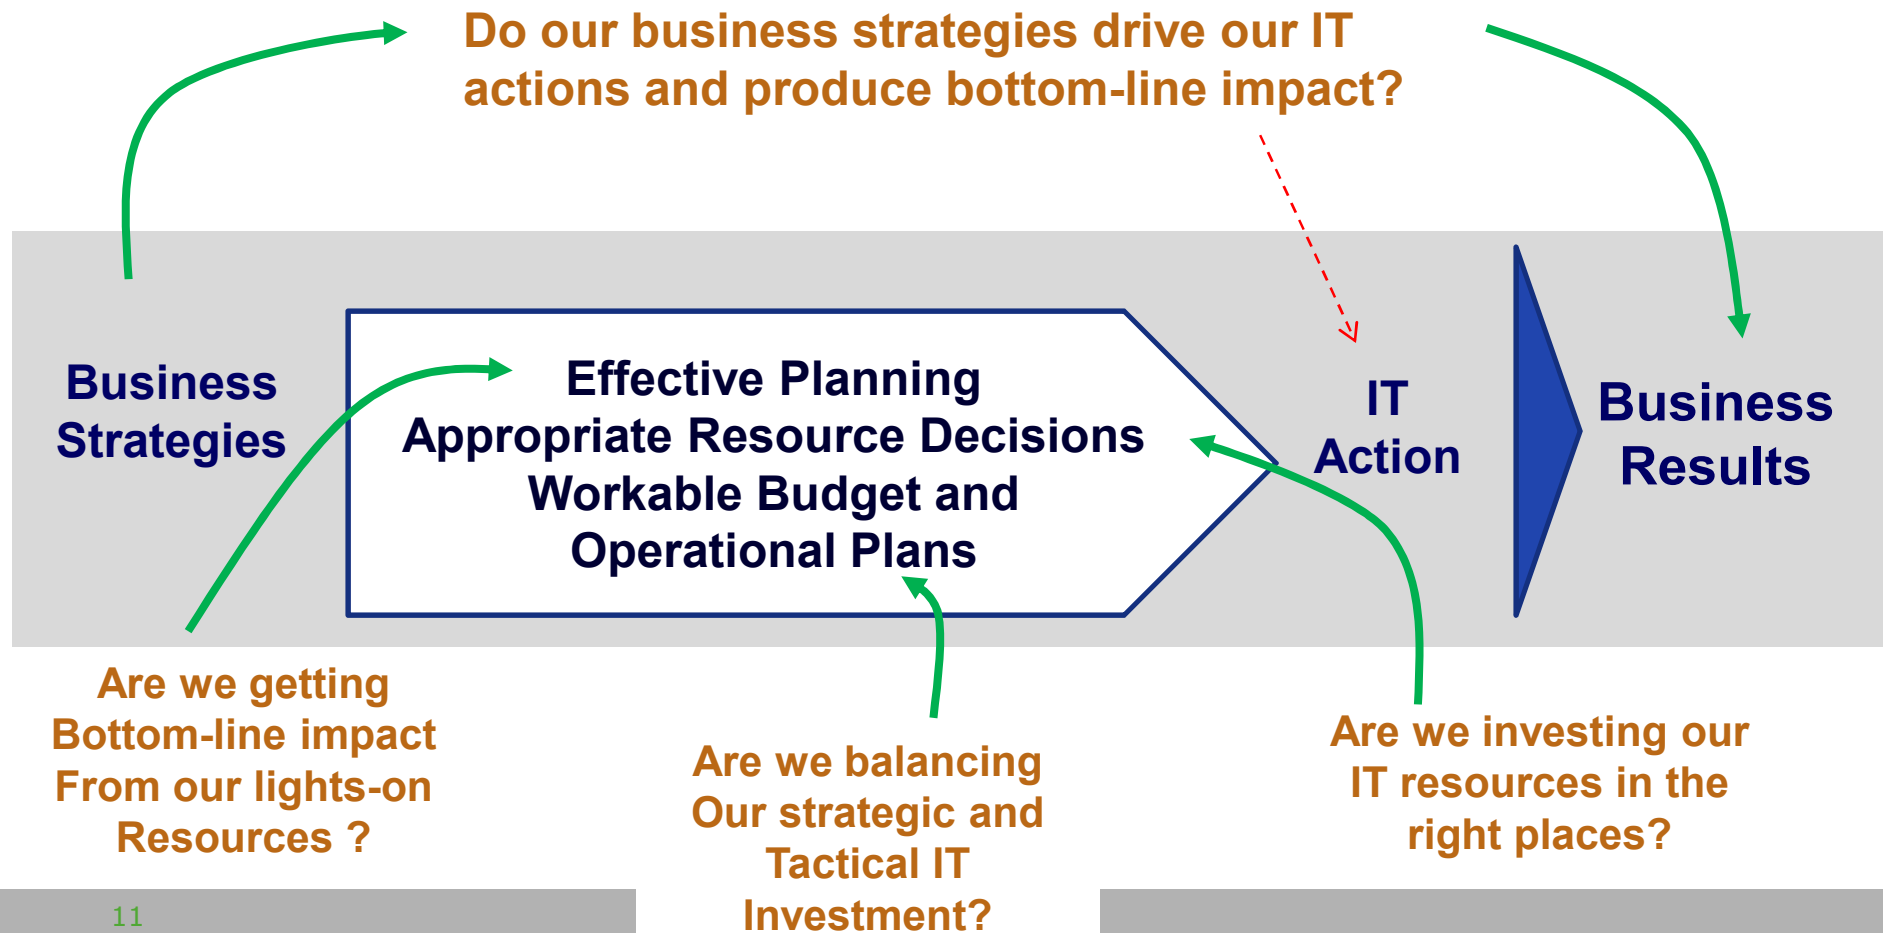 Do our business strategies drive our IT
actions and produce bottom-line impact?
Business
Strategies
Effective Planning
Appropriate Resource Decisions
Workable Budget and
Operational Plans
IT
Action
Business
Results
Are we getting
Bottom-line impact
From our lights-on
Resources ?
Are we balancing
Our strategic and
Tactical IT
Investment?
Are we investing our
IT resources in the
right places?
11